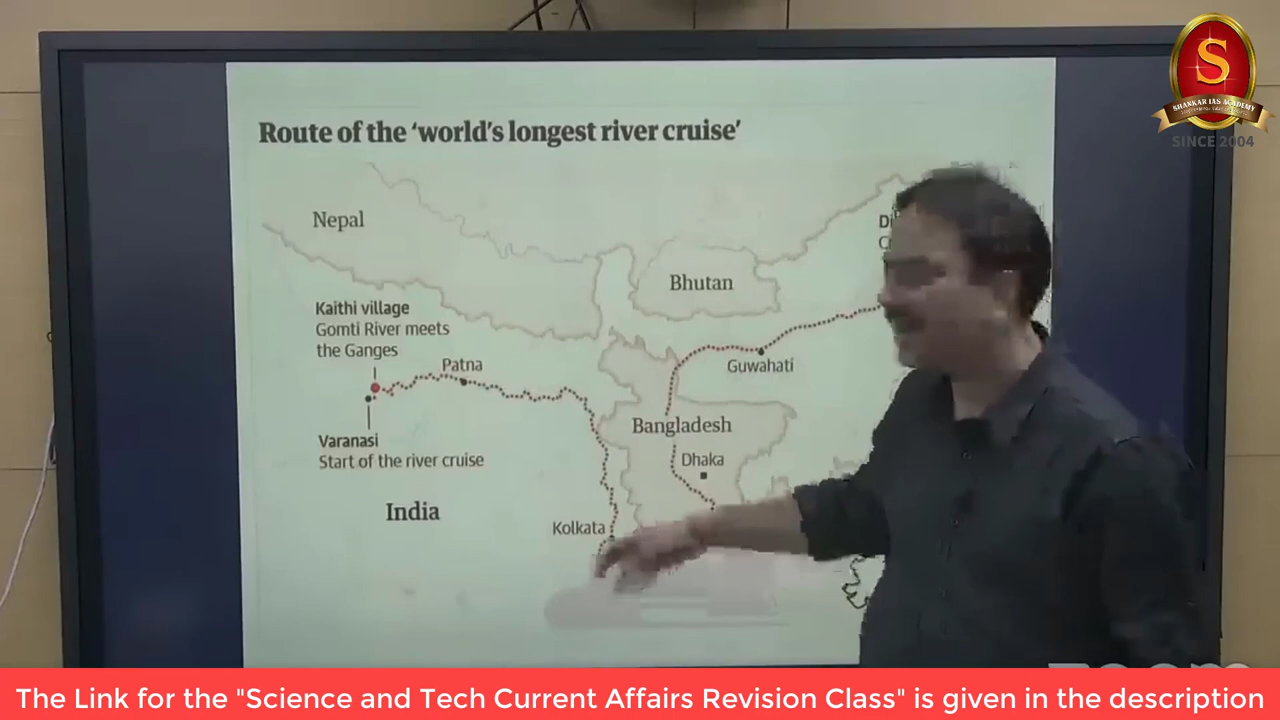 Route of the ‘world’s longest river cruise’
Nepal
Bhutan
Kaithi village
Gomti River meets
the Ganges
Patna
Guwahati
Varanasi
Start of the river cruise
Bangladesh
Dhaka
India
Kolkata
S
SHANKAR IAS ACADEMY
SINCE 2004
The Link for the "Science and Tech Current Affairs Revision Class" is given in the description